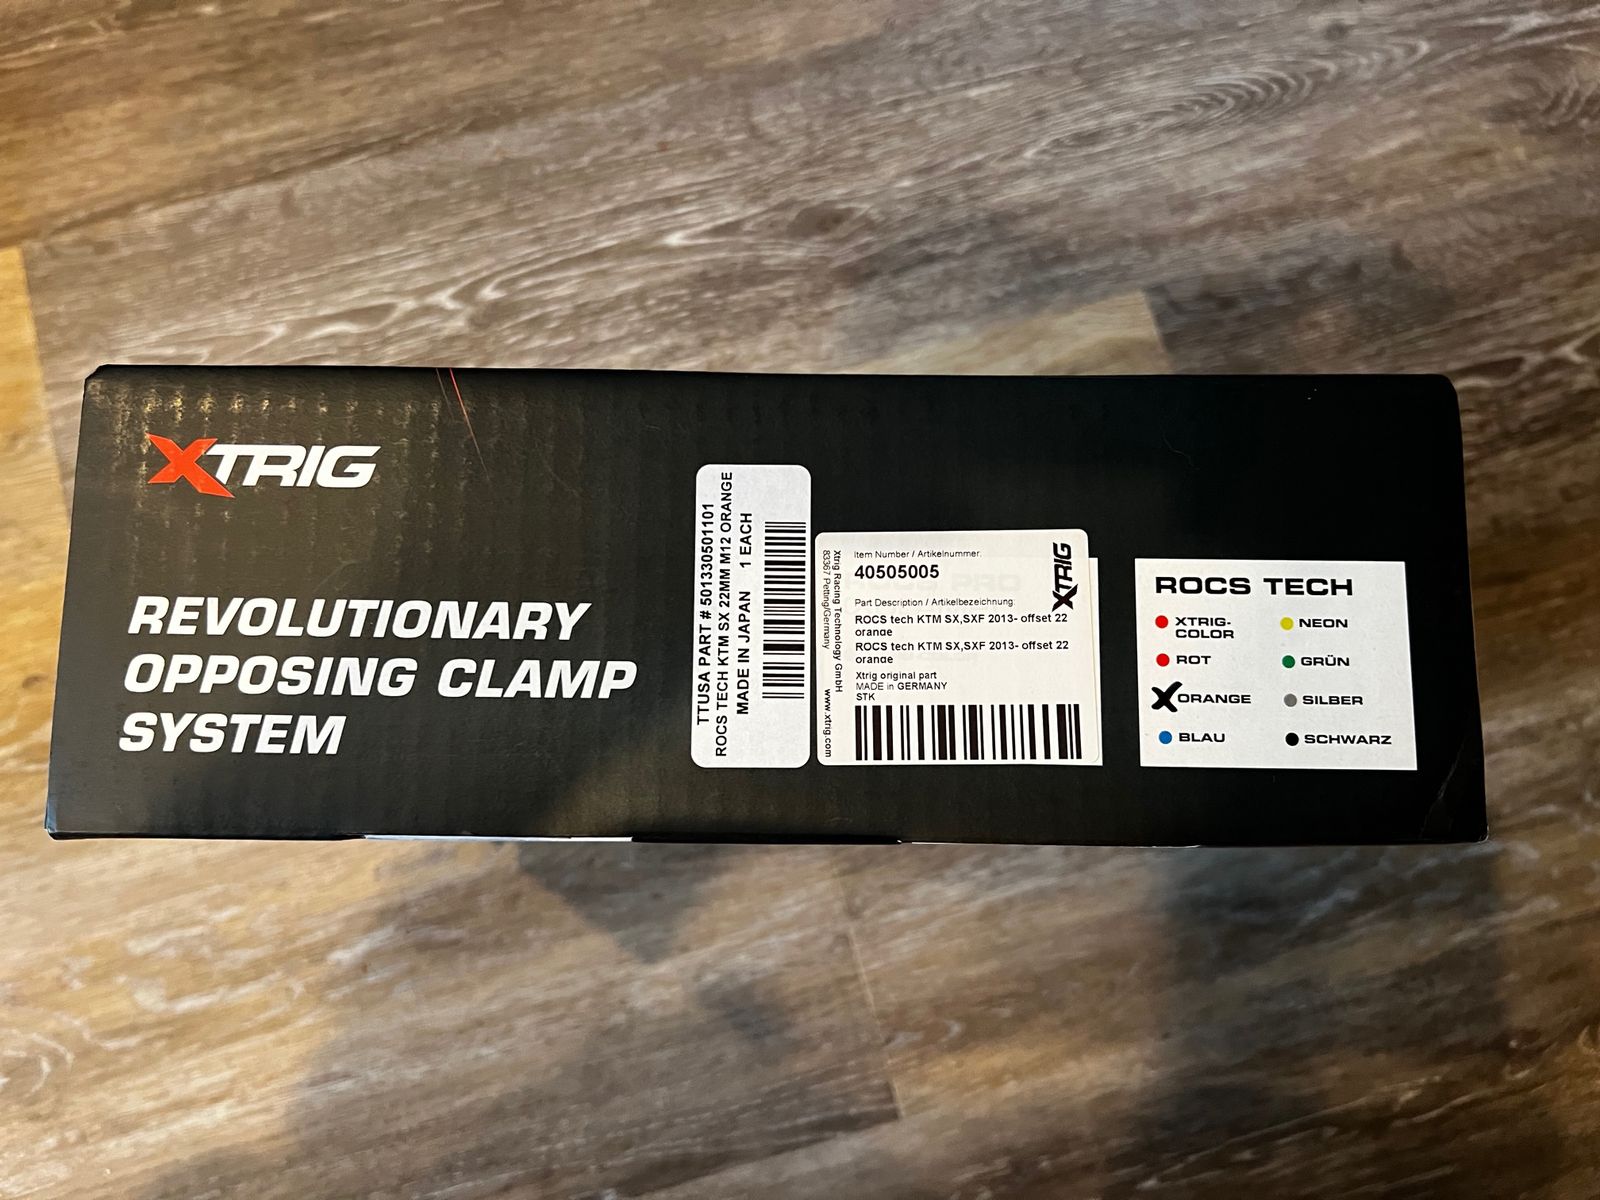 XTRIG
REVOLUTIONARY
OPPOSING CLAMP
SYSTEM
TTUSA PART # 501330501101
ROCS TECH KTM SX 22MM M12 ORANGE
MADE IN JAPAN 1 EACH
Xtrig Racing Technology GmbH www.xtrig.com
83367 Petting/Germany
Item Number / Artikelnummer:
40505005
XTRIG
Part Description / Artikelbezeichnung:
ROCS tech KTM SX,SXF 2013- offset 22
orange
ROCS tech KTM SX,SXF 2013- offset 22
orange
Xtrig original part
MADE in GERMANY
STK
ROCS TECH
XTRIG-
COLOR
ROT
ORANGE
BLAU
NEON
GRÜN
SILBER
SCHWARZ